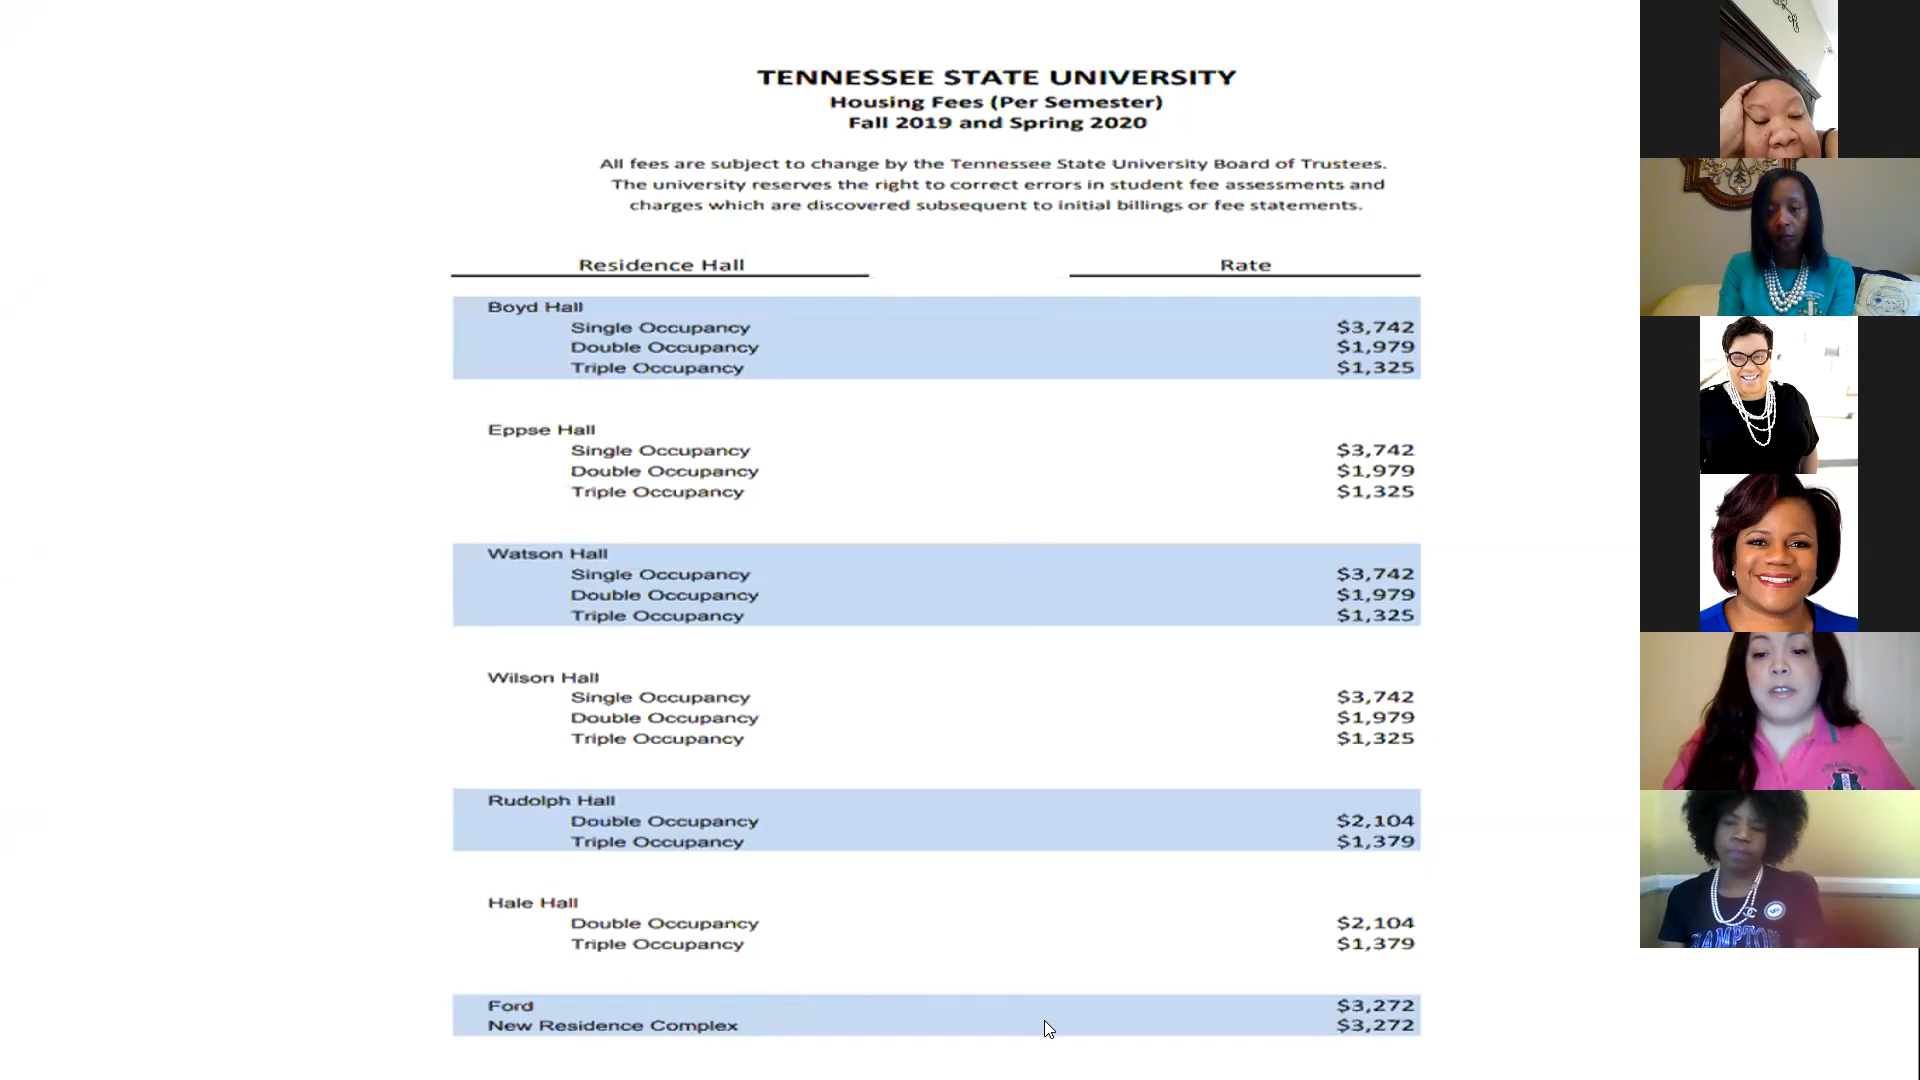 TENNESSEE STATE UNIVERSITY
Housing Fees (Per Semester)
Fall 2019 and Spring 2020
All fees are subject to change by the Tennessee State University Board of Trustees.
The university reserves the right to correct errors in student fee assessments and
charges which are discovered subsequent to initial billings or fee statements.
Residence Hall Rate
Boyd Hall
Single Occupancy $3,742
Double Occupancy $1,979
Triple Occupancy $1,325
Eppse Hall
Single Occupancy $3,742
Double Occupancy $1,979
Triple Occupancy $1,325
Watson Hall
Single Occupancy $3,742
Double Occupancy $1,979
Triple Occupancy $1,325
Wilson Hall
Single Occupancy $3,742
Double Occupancy $1,979
Triple Occupancy $1,325
Rudolph Hall
Double Occupancy $2,104
Triple Occupancy $1,379
Hale Hall
Double Occupancy $2,104
Triple Occupancy $1,379
Ford $3,272
New Residence Complex $3,272